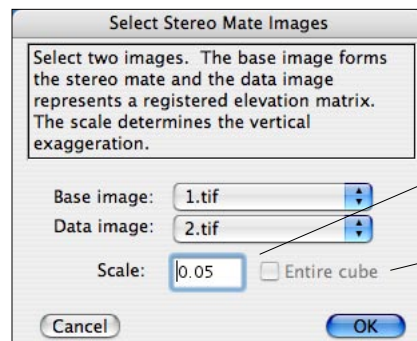 Select Stereo Mate Images
Select two images.  The base image forms
the stereo mate and the data image
represents a registered elevation matrix.
The scale determines the vertical
exaggeration.
Base image: 1.tif
Data image: 2.tif
Scale: 0.05 Entire cube
Cancel OK